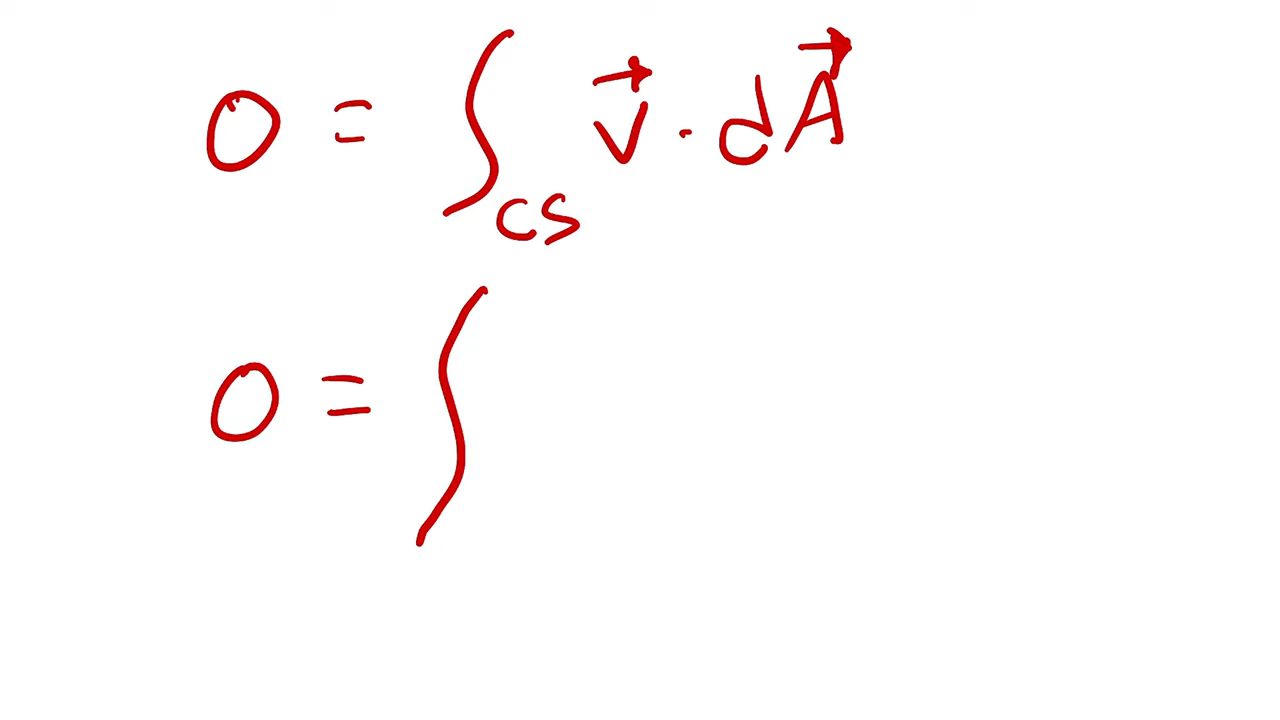 0 = ∫_CS v⃗ · dA⃗
0 = ∫